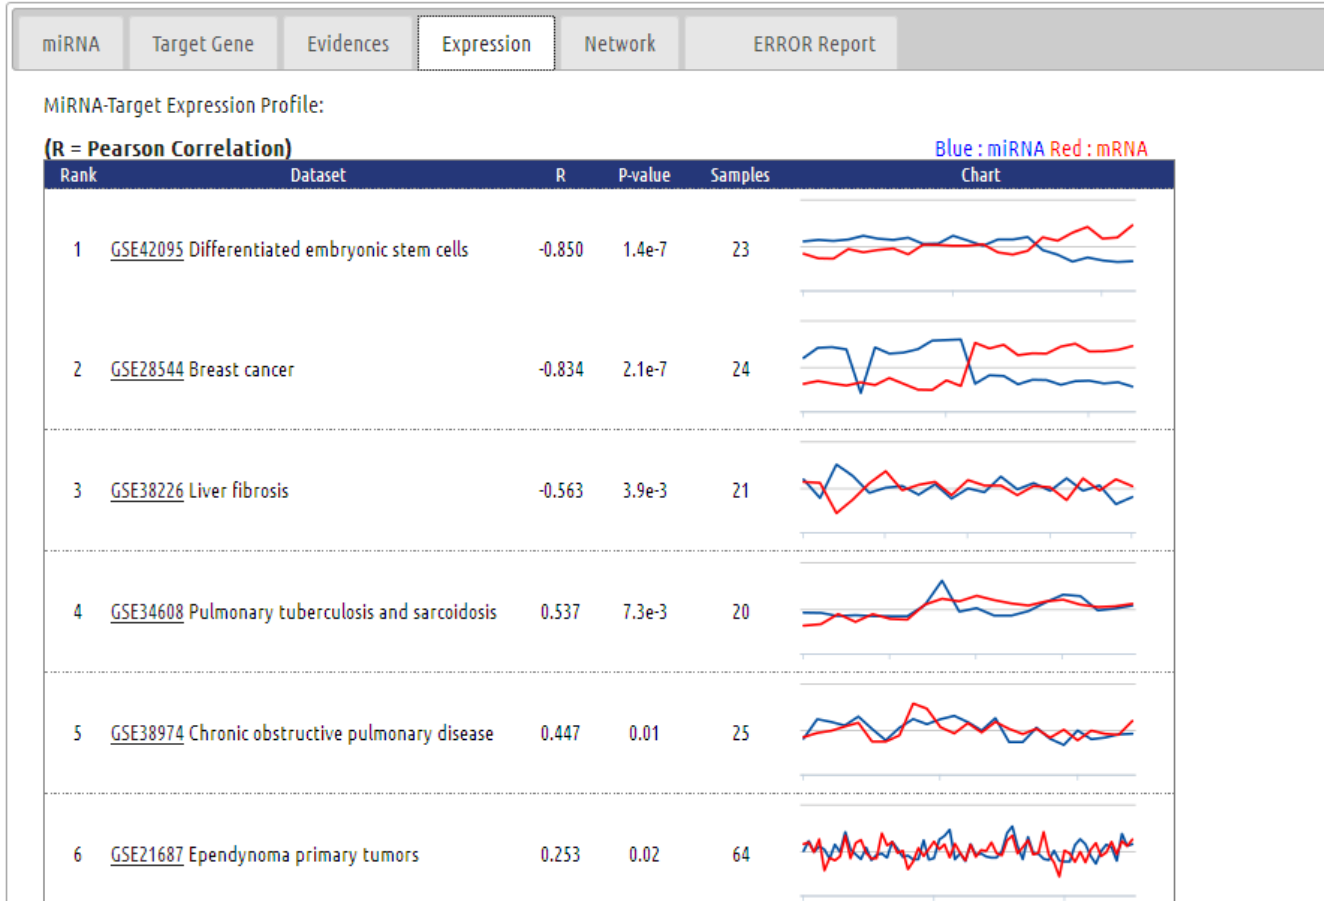 miRNA Target Gene Evidences Expression Network ERROR Report
MiRNA-Target Expression Profile:
(R = Pearson Correlation) Blue : miRNA Red : mRNA
Rank Dataset R P-value Samples Chart
1 GSE42095 Differentiated embryonic stem cells -0.850 1.4e-7 23
2 GSE28544 Breast cancer -0.834 2.1e-7 24
3 GSE38226 Liver fibrosis -0.563 3.9e-3 21
4 GSE34608 Pulmonary tuberculosis and sarcoidosis 0.537 7.3e-3 20
5 GSE38974 Chronic obstructive pulmonary disease 0.447 0.01 25
6 GSE21687 Ependynoma primary tumors 0.253 0.02 64